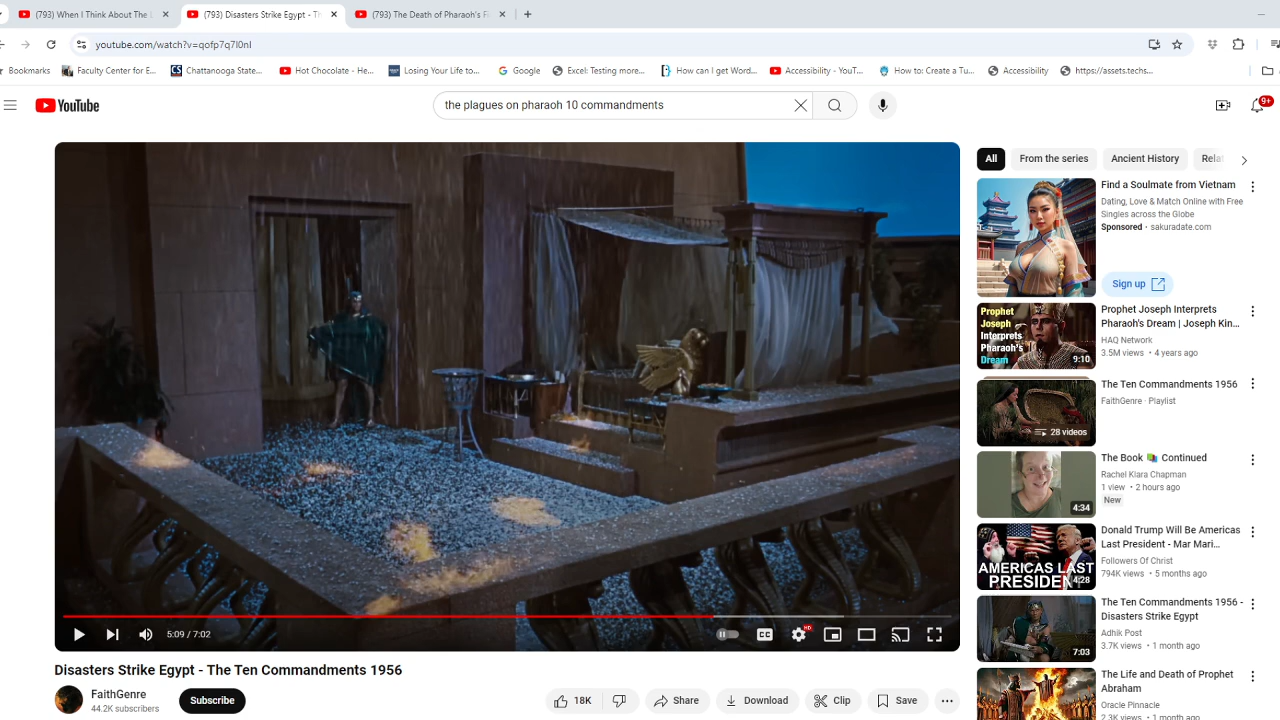 (793) When I Think About The
(793) Disasters Strike Egypt - Th
(793) The Death of Pharaoh's Fi
youtube.com/watch?v=qofp7q7I0nI
Bookmarks
Faculty Center for E...
Chattanooga State...
Hot Chocolate - He...
Losing Your Life to...
Google
Excel: Testing more...
How can I get Word...
Accessibility - YouT...
How to: Create a Tu...
Accessibility
https://assets.techs...
YouTube
the plagues on pharaoh 10 commandments
9+
All
From the series
Ancient History
Relat
Find a Soulmate from Vietnam
Dating, Love & Match Online with Free
Singles across the Globe
Sponsored · sakuradate.com
Sign up
Prophet
Joseph
Interprets
Pharaoh's
Dream
9:10
Prophet Joseph Interprets
Pharaoh's Dream | Joseph Kin...
HAQ Network
3.5M views • 4 years ago
28 videos
The Ten Commandments 1956
FaithGenre · Playlist
4:34
The Book 📚 Continued
Rachel Klara Chapman
1 view • 2 hours ago
New
AMERICAS LAST
PRESIDENT
4:28
Donald Trump Will Be Americas
Last President - Mar Mari...
Followers Of Christ
794K views • 5 months ago
7:03
The Ten Commandments 1956 -
Disasters Strike Egypt
Adhik Post
3.7K views • 1 month ago
The Life and Death of Prophet
Abraham
Oracle Pinnacle
2.3K views • 1 month ago
5:09 / 7:02
CC
HD
Disasters Strike Egypt - The Ten Commandments 1956
FaithGenre
44.2K subscribers
Subscribe
18K
Share
Download
Clip
Save